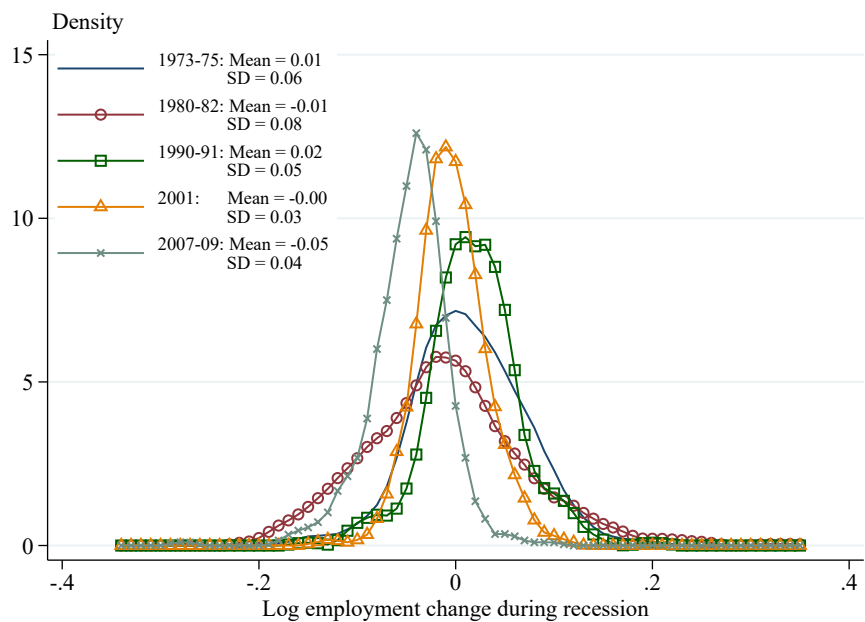 Density
15
10
5
0
1973-75: Mean = 0.01
SD = 0.06
1980-82: Mean = -0.01
SD = 0.08
1990-91: Mean = 0.02
SD = 0.05
2001: Mean = -0.00
SD = 0.03
2007-09: Mean = -0.05
SD = 0.04
-.4 -.2 0 .2 .4
Log employment change during recession